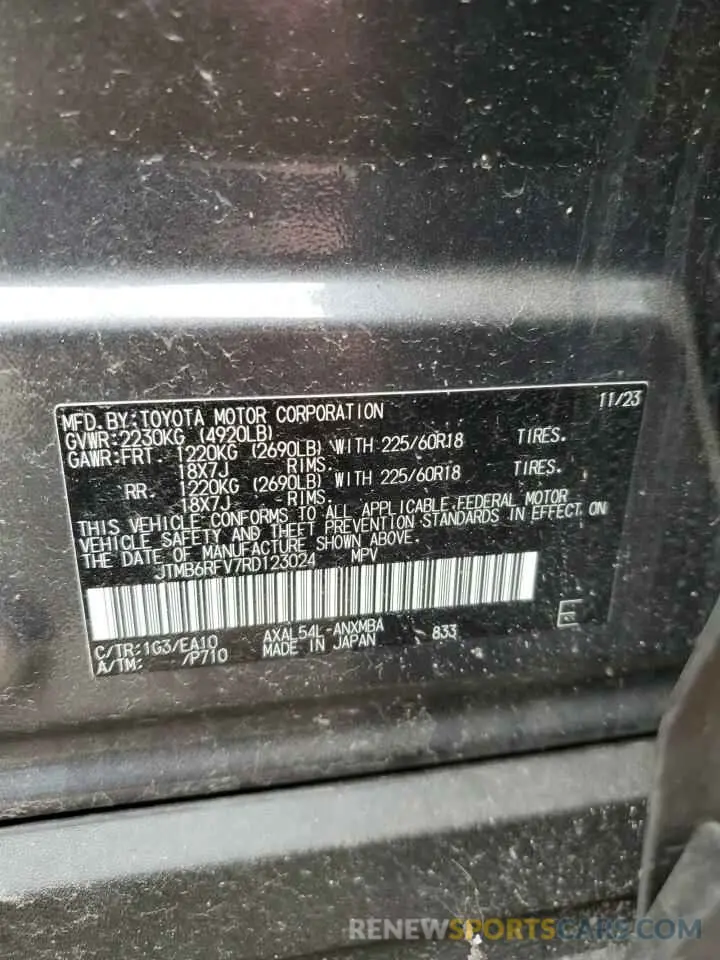 MFD. BY: TOYOTA MOTOR CORPORATION 11/23
GVWR: 2230KG (4920LB)
GAWR: FRT. 1220KG (2690LB) WITH 225/60R18 TIRES.
18X7J RIMS.
RR. 1220KG (2690LB) WITH 225/60R18 TIRES.
18X7J RIMS.
THIS VEHICLE CONFORMS TO ALL APPLICABLE FEDERAL MOTOR
VEHICLE SAFETY AND THEFT PREVENTION STANDARDS IN EFFECT ON
THE DATE OF MANUFACTURE SHOWN ABOVE.
JTMB6RFV7RD123024 MPV
C/TR: 1G3/EA10 AXAL54L-ANXMBA 833 E
A/TM: /P710 MADE IN JAPAN
RENEWSPORTSCARS.COM